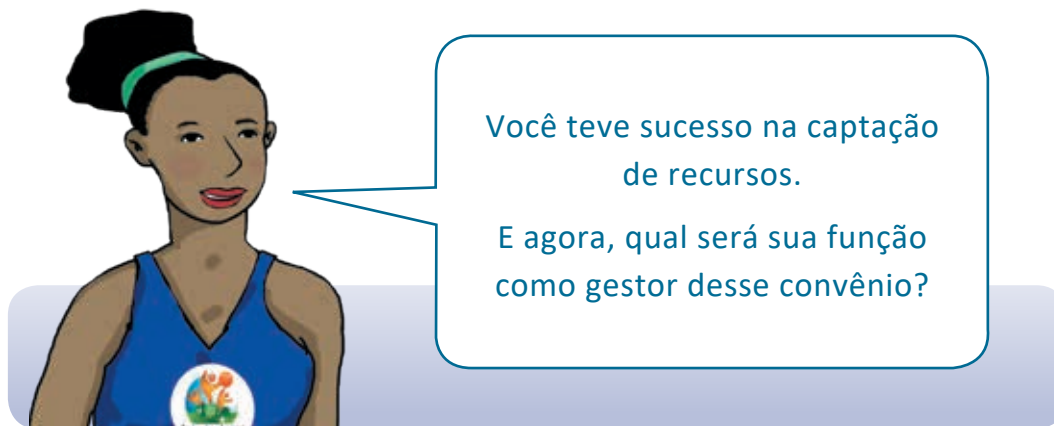 Você teve sucesso na captação
de recursos.
E agora, qual será sua função
como gestor desse convênio?